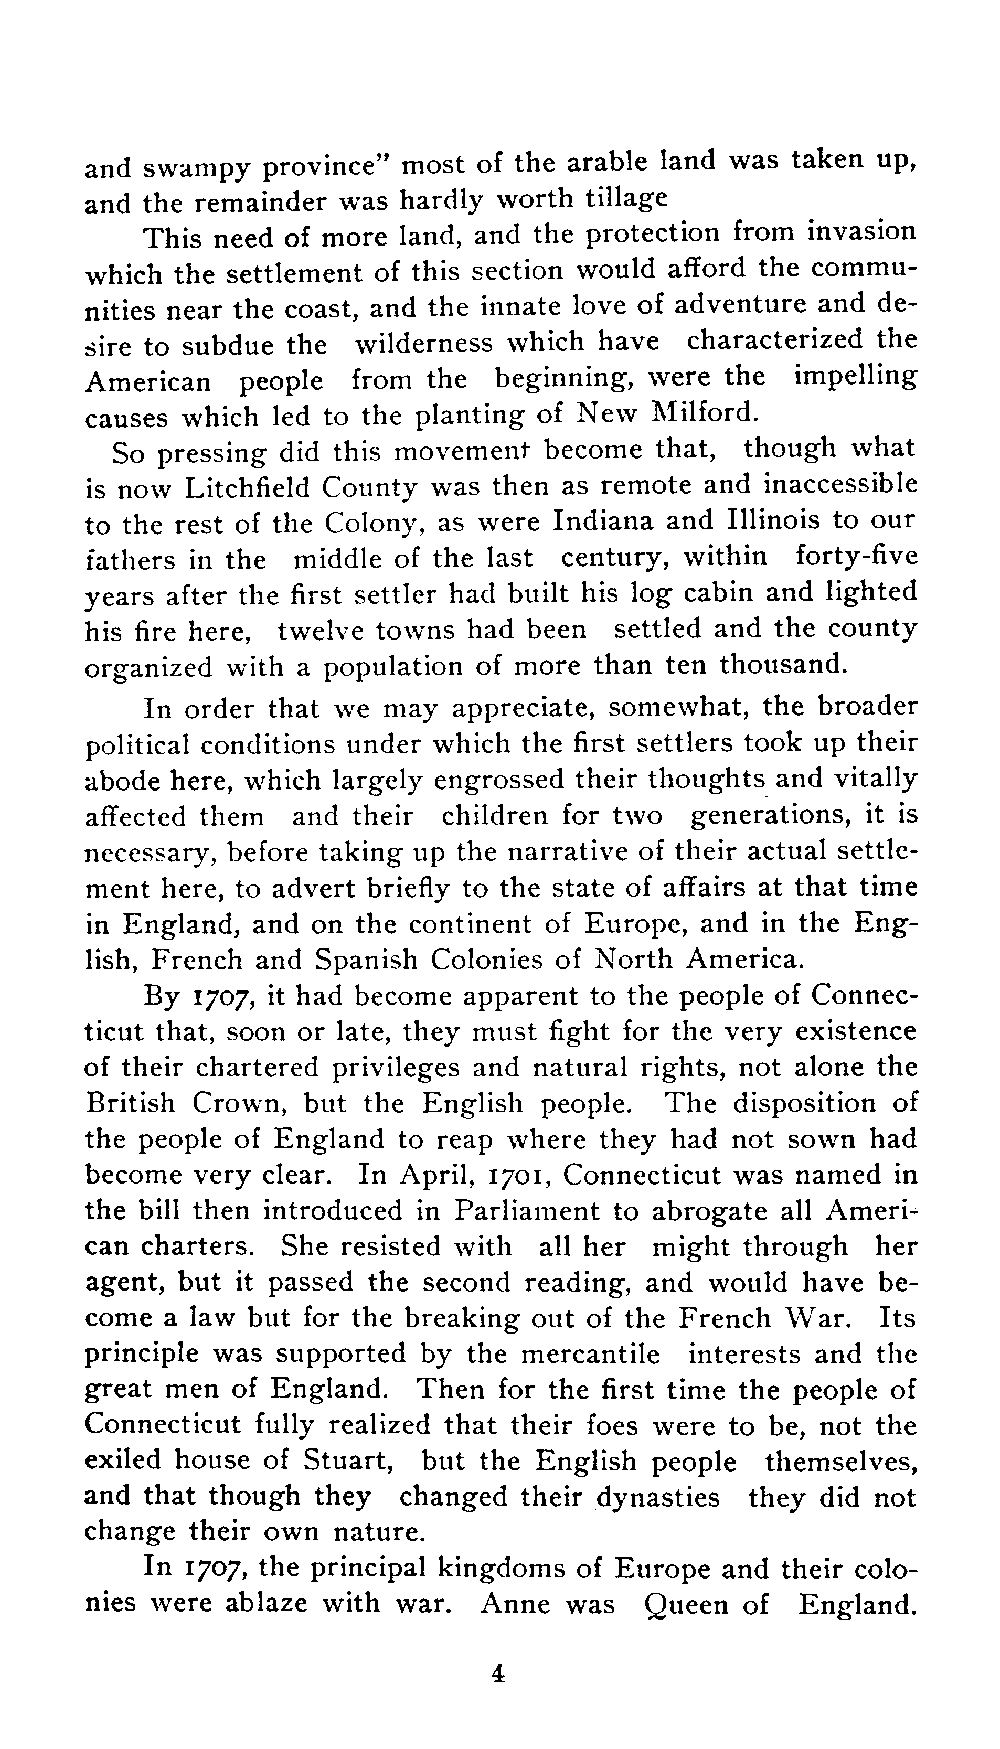 and swampy province" most of the arable land was taken up,
and the remainder was hardly worth tillage
This need of more land, and the protection from invasion
which the settlement of this section would afford the commu-
nities near the coast, and the innate love of adventure and de-
sire to subdue the wilderness which have characterized the
American people from the beginning, were the impelling
causes which led to the planting of New Milford.
So pressing did this movement become that, though what
is now Litchfield County was then as remote and inaccessible
to the rest of the Colony, as were Indiana and Illinois to our
fathers in the middle of the last century, within forty-five
years after the first settler had built his log cabin and lighted
his fire here, twelve towns had been settled and the county
organized with a population of more than ten thousand.
In order that we may appreciate, somewhat, the broader
political conditions under which the first settlers took up their
abode here, which largely engrossed their thoughts and vitally
affected them and their children for two generations, it is
necessary, before taking up the narrative of their actual settle-
ment here, to advert briefly to the state of affairs at that time
in England, and on the continent of Europe, and in the Eng-
lish, French and Spanish Colonies of North America.
By 1707, it had become apparent to the people of Connec-
ticut that, soon or late, they must fight for the very existence
of their chartered privileges and natural rights, not alone the
British Crown, but the English people. The disposition of
the people of England to reap where they had not sown had
become very clear. In April, 1701, Connecticut was named in
the bill then introduced in Parliament to abrogate all Ameri-
can charters. She resisted with all her might through her
agent, but it passed the second reading, and would have be-
come a law but for the breaking out of the French War. Its
principle was supported by the mercantile interests and the
great men of England. Then for the first time the people of
Connecticut fully realized that their foes were to be, not the
exiled house of Stuart, but the English people themselves,
and that though they changed their dynasties they did not
change their own nature.
In 1707, the principal kingdoms of Europe and their colo-
nies were ablaze with war. Anne was Queen of England.
4